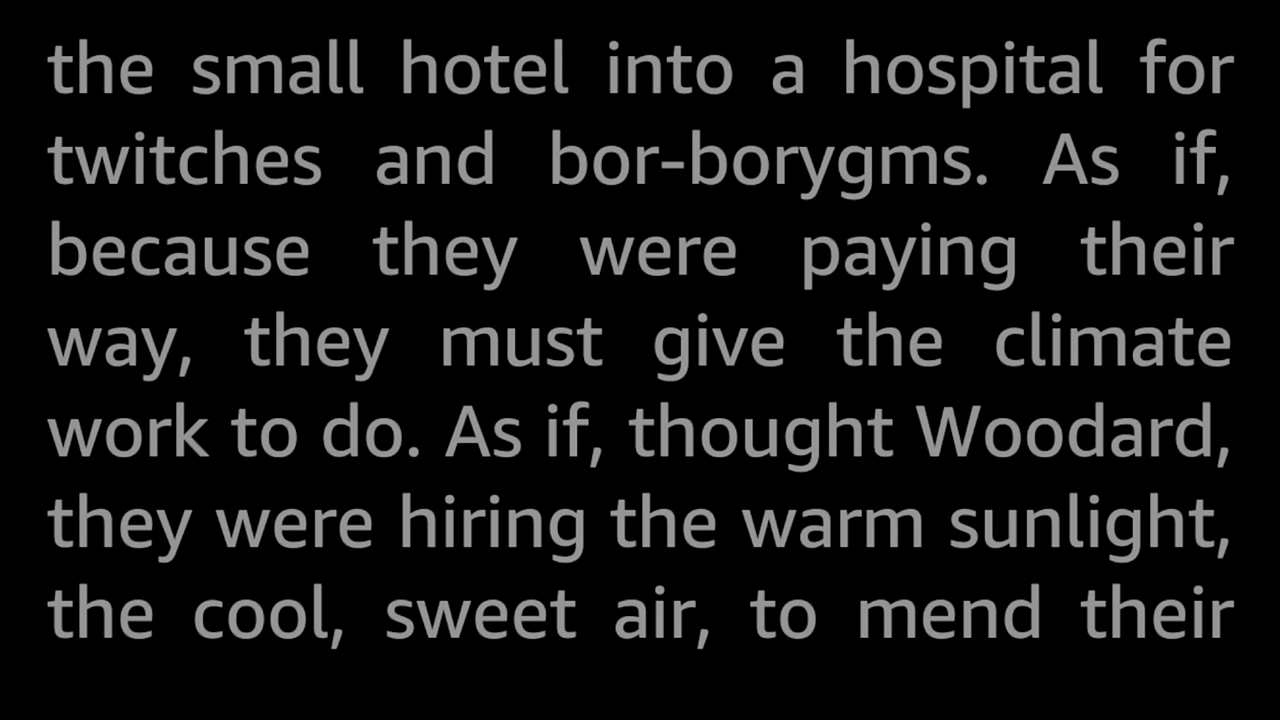 the small hotel into a hospital for
twitches and bor-borygms. As if,
because they were paying their
way, they must give the climate
work to do. As if, thought Woodard,
they were hiring the warm sunlight,
the cool, sweet air, to mend their